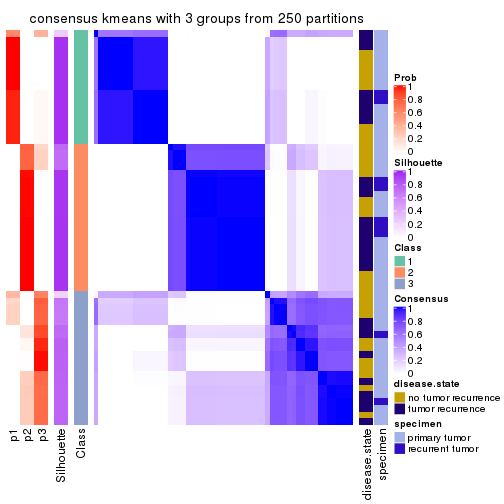 consensus kmeans with 3 groups from 250 partitions
p1
p2
p3
Silhouette
Class
disease.state
specimen
Prob
1
0.8
0.6
0.4
0.2
0
Silhouette
1
0.8
0.6
0.4
0.2
0
Class
1
2
3
Consensus
1
0.8
0.6
0.4
0.2
0
disease.state
no tumor recurrence
tumor recurrence
specimen
primary tumor
recurrent tumor